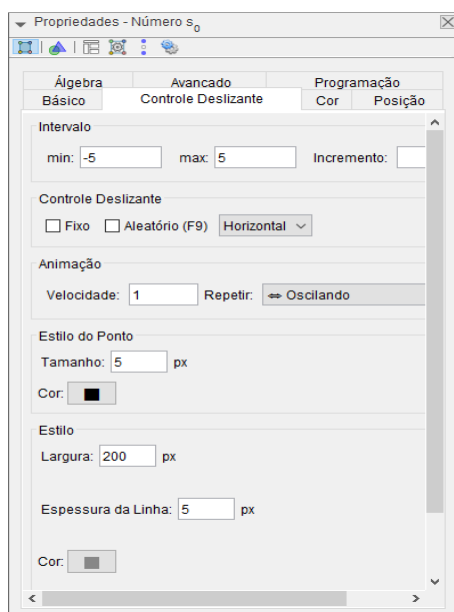 Propriedades - Número s0
Álgebra Avancado Programação
Básico Controle Deslizante Cor Posição
Intervalo
min: -5 max: 5 Incremento:
Controle Deslizante
Fixo Aleatório (F9) Horizontal
Animação
Velocidade: 1 Repetir: ⇔ Oscilando
Estilo do Ponto
Tamanho: 5 px
Cor:
Estilo
Largura: 200 px
Espessura da Linha: 5 px
Cor: